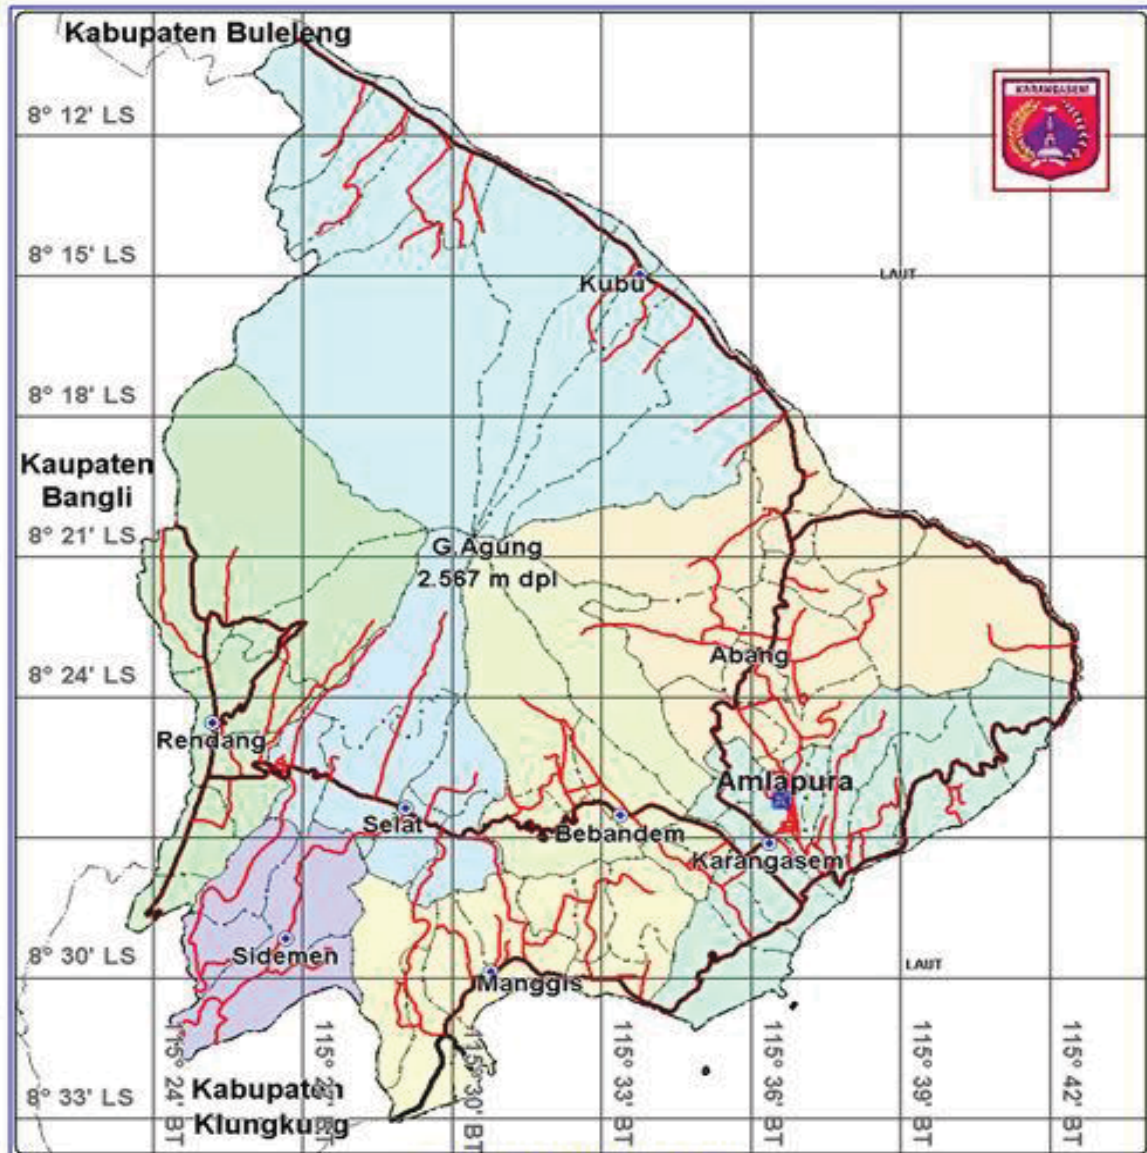 Kabupaten Buleleng
KARANGASEM
8° 12' LS
8° 15' LS
LAUT
Kubu
8° 18' LS
Kaupaten
Bangli
8° 21' LS
G.Agung
2.567 m dpl
Abang
8° 24' LS
Rendang
Amlapura
Selat
Bebandem
Karangasem
Sidemen
8° 30' LS
Manggis
LAUT
115° 24' BT
115° 27' BT
115° 30' BT
115° 33' BT
115° 36' BT
115° 39' BT
115° 42' BT
Kabupaten
Klungkung
8° 33' LS